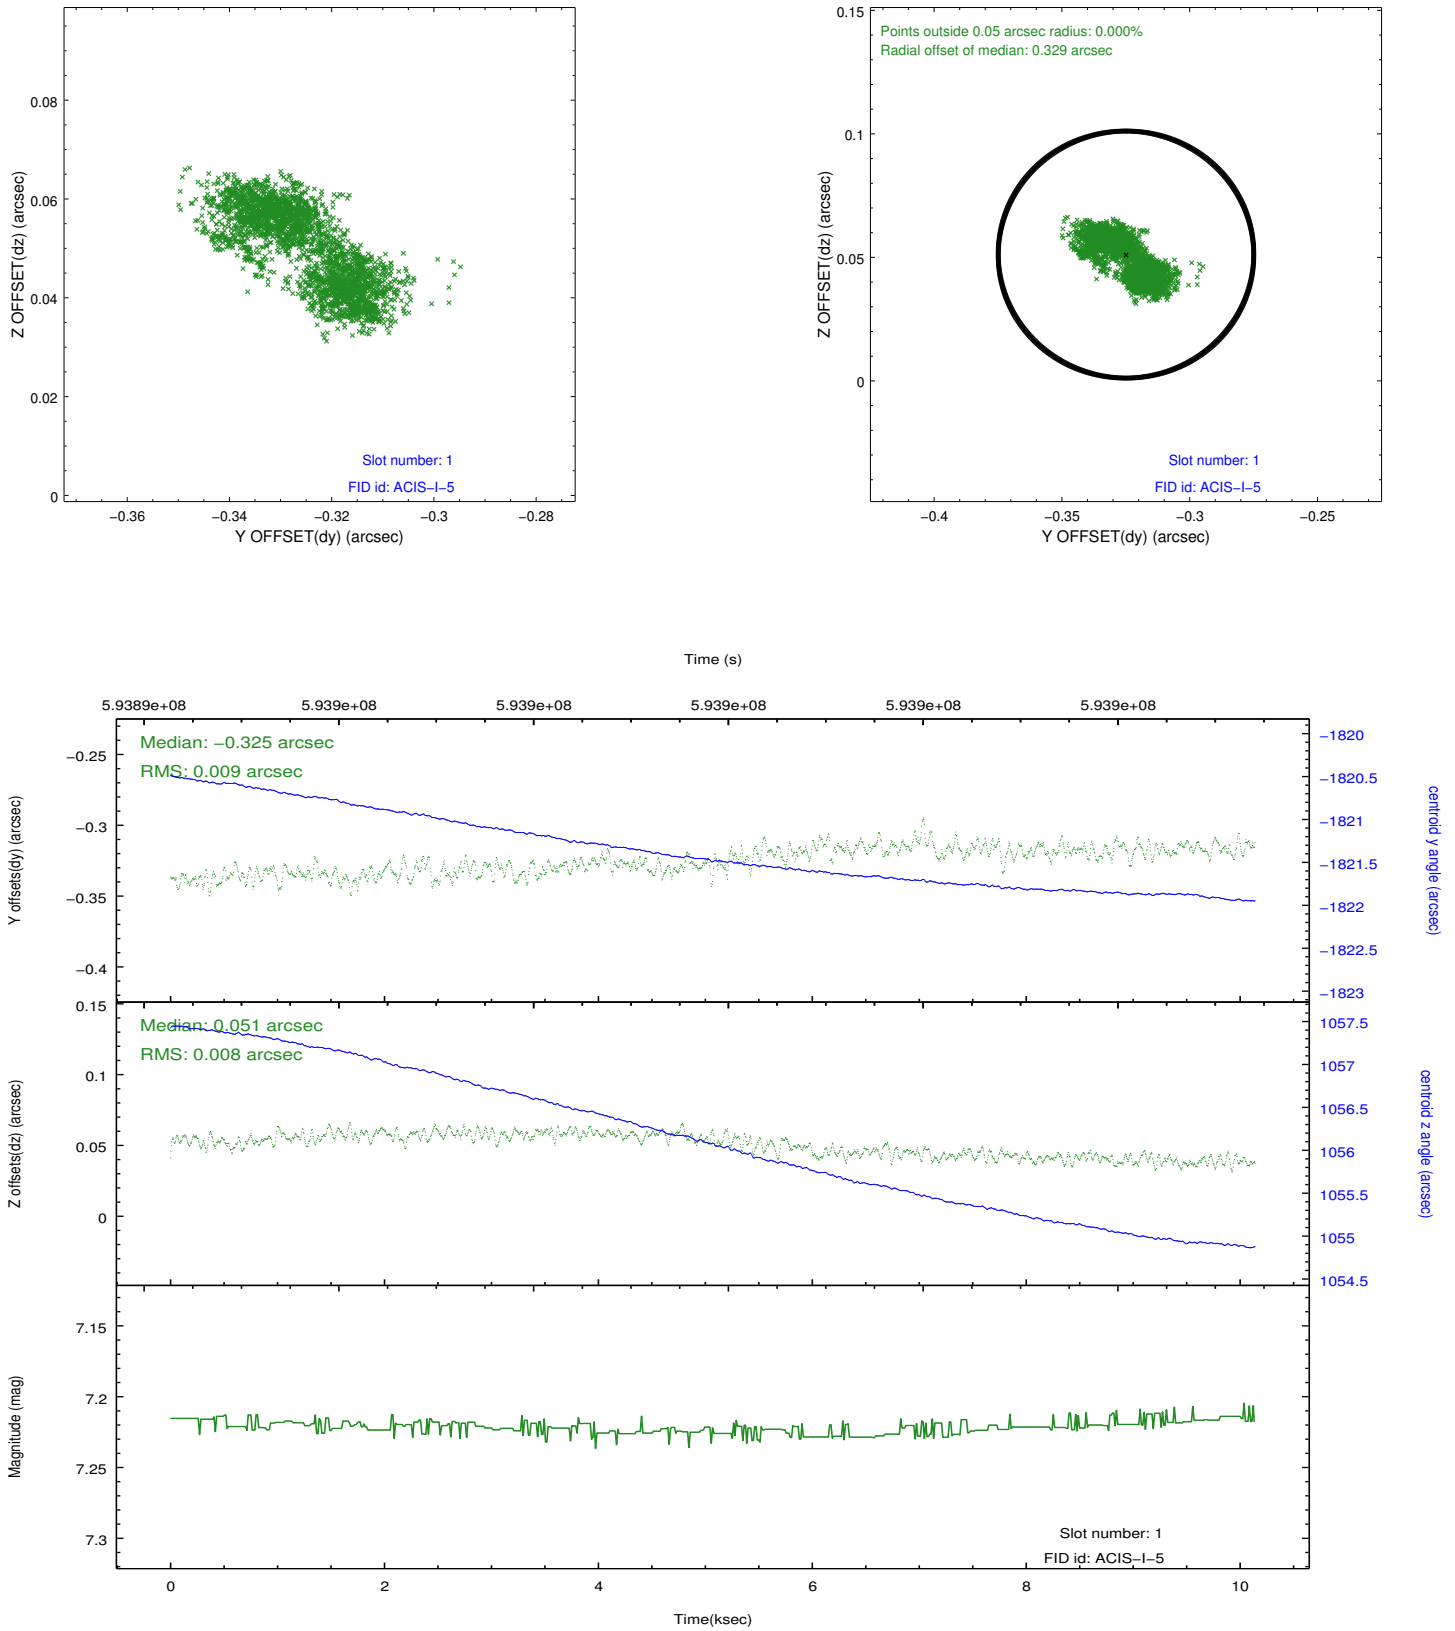 0.08
0.06
0.04
0.02
0
Z OFFSET(dz) (arcsec)
Slot number: 1
FID id: ACIS−I−5
−0.36
−0.34
−0.32
−0.3
−0.28
Y OFFSET(dy) (arcsec)
0.15
0.1
0.05
0
Z OFFSET(dz) (arcsec)
Points outside 0.05 arcsec radius: 0.000%
Radial offset of median: 0.329 arcsec
Slot number: 1
FID id: ACIS−I−5
−0.4
−0.35
−0.3
−0.25
Y OFFSET(dy) (arcsec)
Time (s)
5.9389e+08
5.939e+08
5.939e+08
5.939e+08
5.939e+08
5.939e+08
Median: −0.325 arcsec
RMS: 0.009 arcsec
−0.25
−0.3
−0.35
−0.4
Y offsets(dy) (arcsec)
−1820
−1820.5
−1821
−1821.5
−1822
−1822.5
−1823
centroid y angle (arcsec)
Median: 0.051 arcsec
RMS: 0.008 arcsec
0.15
0.1
0.05
0
Z offsets(dz) (arcsec)
1057.5
1057
1056.5
1056
1055.5
1055
1054.5
centroid z angle (arcsec)
7.15
7.2
7.25
7.3
Magnitude (mag)
Slot number: 1
FID id: ACIS−I−5
0
2
4
6
8
10
Time(ksec)